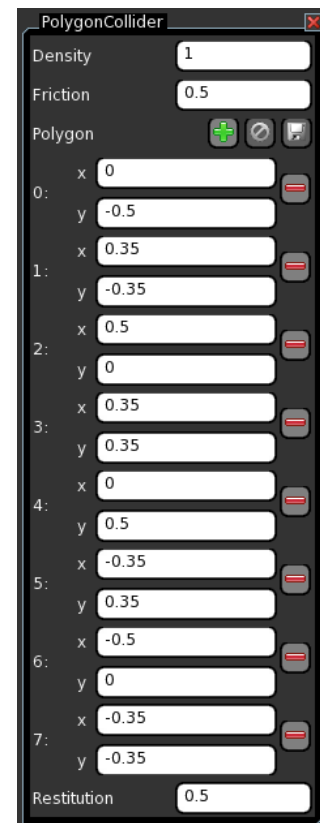 PolygonCollider
Density 1
Friction 0.5
Polygon
0: x 0
y -0.5
1: x 0.35
y -0.35
2: x 0.5
y 0
3: x 0.35
y 0.35
4: x 0
y 0.5
5: x -0.35
y 0.35
6: x -0.5
y 0
7: x -0.35
y -0.35
Restitution 0.5